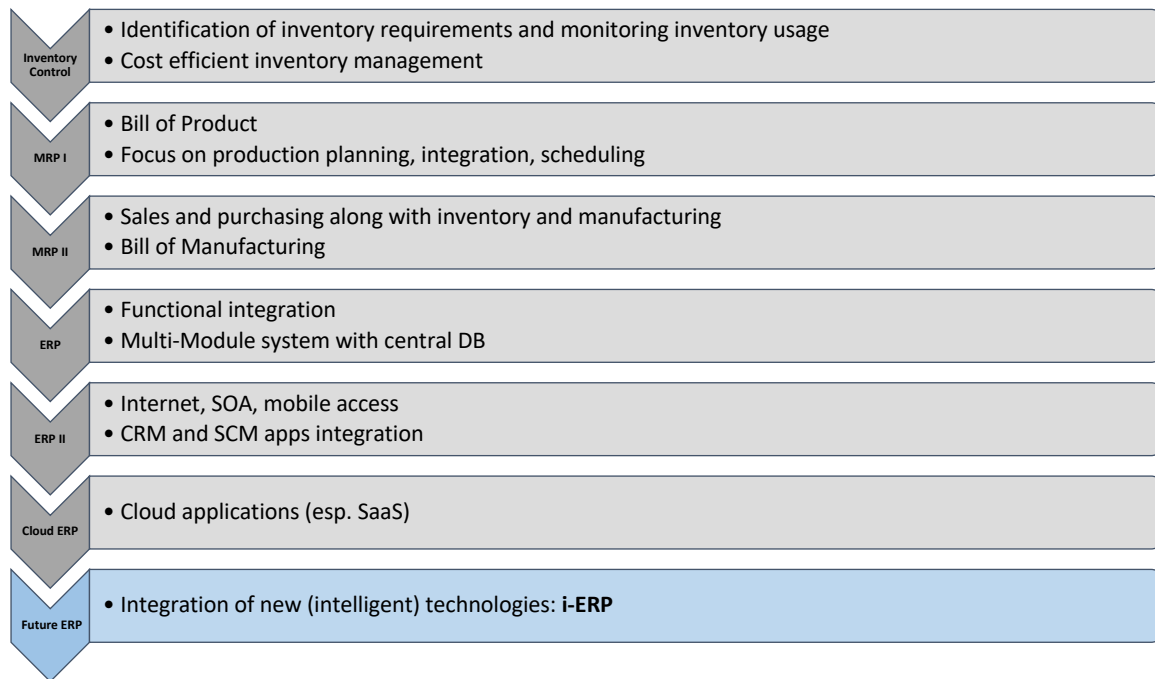 Inventory
Control
• Identification of inventory requirements and monitoring inventory usage
• Cost efficient inventory management
MRP I
• Bill of Product
• Focus on production planning, integration, scheduling
MRP II
• Sales and purchasing along with inventory and manufacturing
• Bill of Manufacturing
ERP
• Functional integration
• Multi-Module system with central DB
ERP II
• Internet, SOA, mobile access
• CRM and SCM apps integration
Cloud ERP
• Cloud applications (esp. SaaS)
Future ERP
• Integration of new (intelligent) technologies: i-ERP